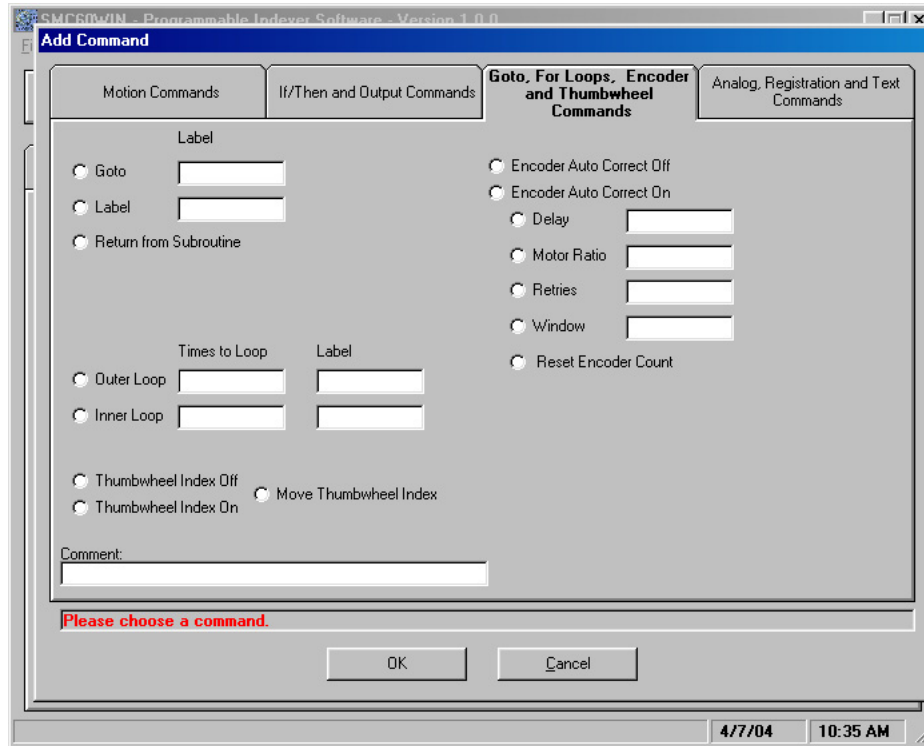 SMC60WIN - Programmable Indexer Software - Version 1.0.0
Add Command
Motion Commands
If/Then and Output Commands
Goto, For Loops, Encoder
and Thumbwheel
Commands
Analog, Registration and Text
Commands
Label
Goto
Label
Return from Subroutine
Times to Loop Label
Outer Loop
Inner Loop
Thumbwheel Index Off
Thumbwheel Index On
Move Thumbwheel Index
Encoder Auto Correct Off
Encoder Auto Correct On
Delay
Motor Ratio
Retries
Window
Reset Encoder Count
Comment:
Please choose a command.
OK Cancel
4/7/04 10:35 AM